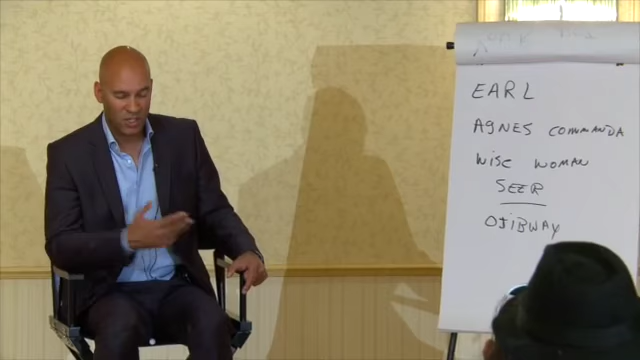 EARL
AGNES COMMANDA
WISE WOMAN
SEER
OJIBWAY